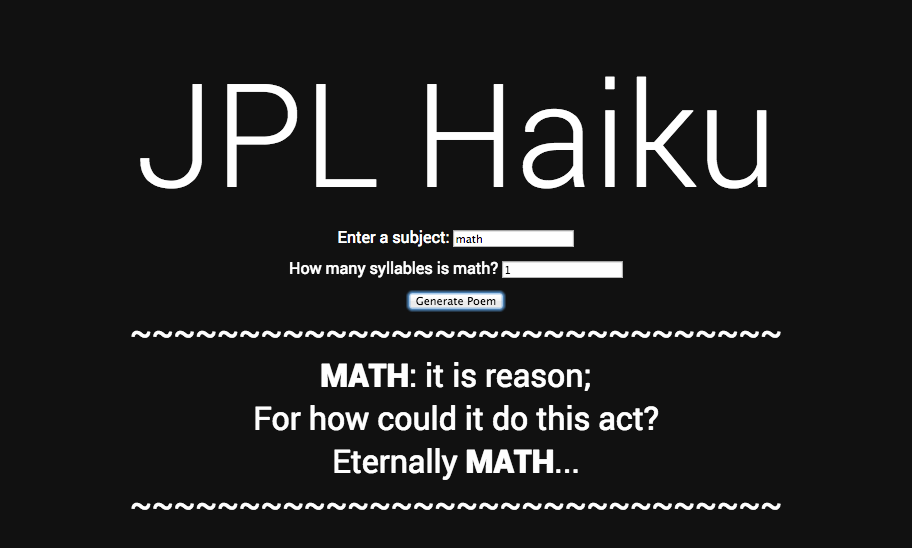 JPL Haiku
Enter a subject: math
How many syllables is math? 1
Generate Poem
~~~~~~~~~~~~~~~~~~~~~~~~~~~~~~
MATH: it is reason;
For how could it do this act?
Eternally MATH...
~~~~~~~~~~~~~~~~~~~~~~~~~~~~~~